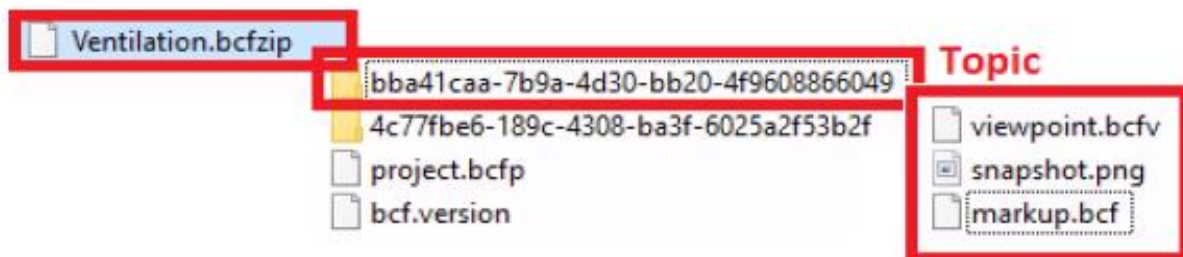 Ventilation.bcfzip
bba41caa-7b9a-4d30-bb20-4f9608866049
4c77fbe6-189c-4308-ba3f-6025a2f53b2f
project.bcfp
bcf.version
Topic
viewpoint.bcfv
snapshot.png
markup.bcf